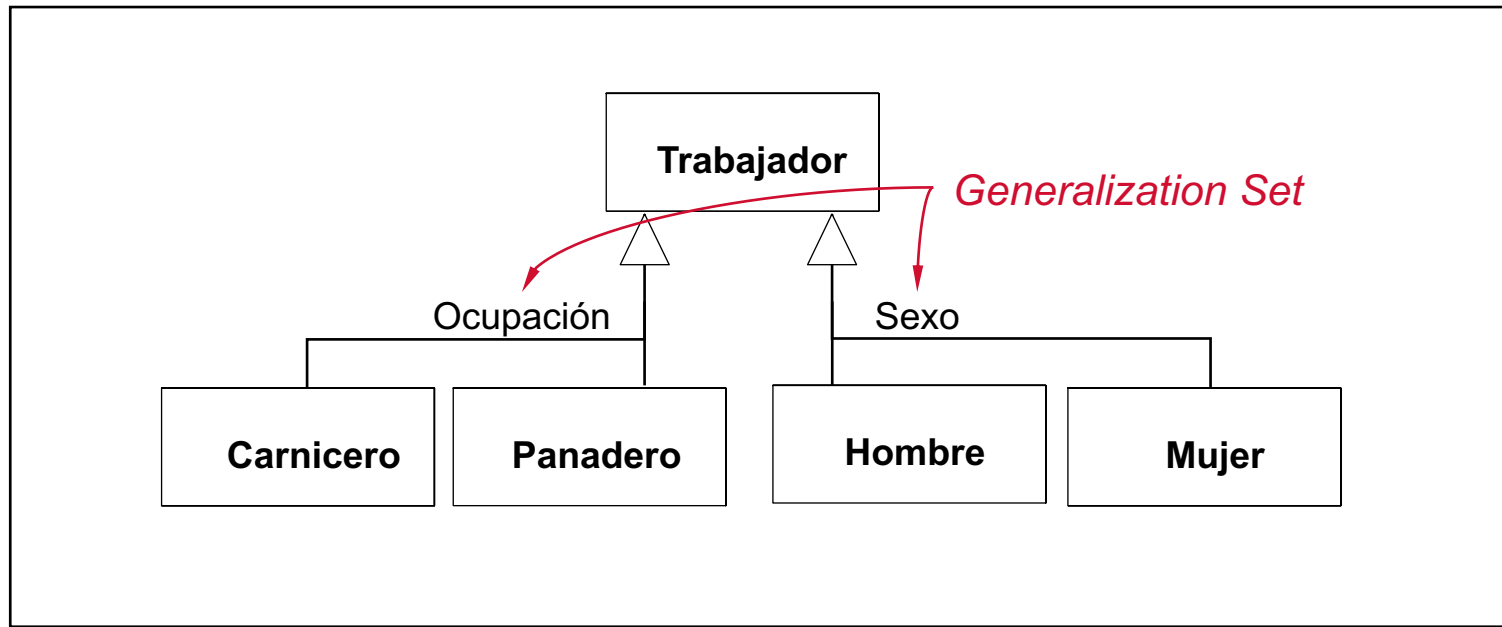 Trabajador
Generalization Set
Ocupación
Sexo
Carnicero
Panadero
Hombre
Mujer